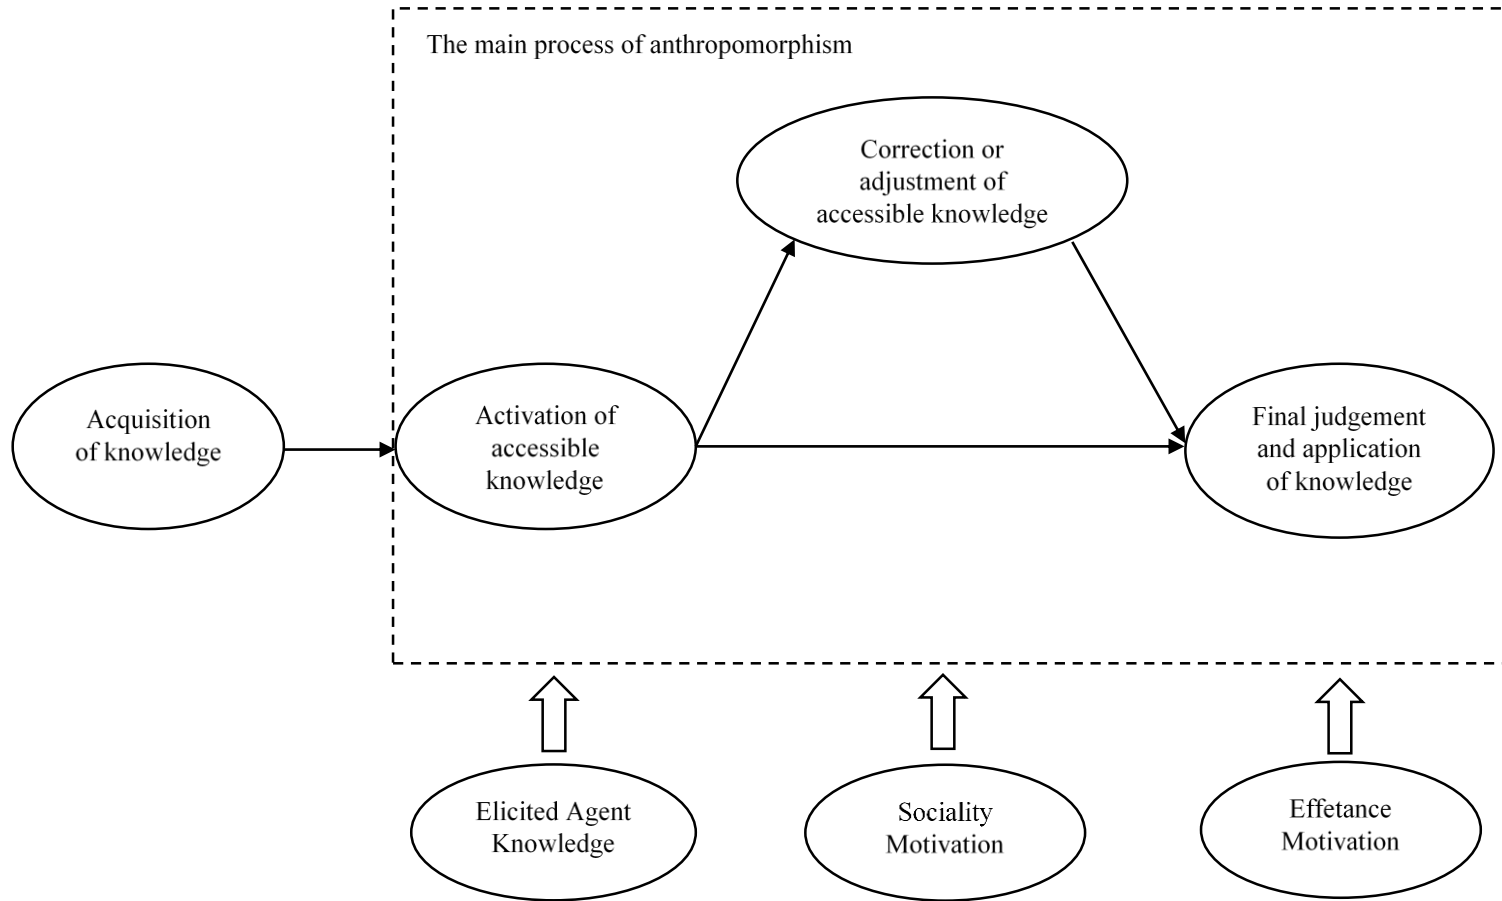 The main process of anthropomorphism
Correction or
adjustment of
accessible knowledge
Acquisition
of knowledge
Activation of
accessible
knowledge
Final judgement
and application
of knowledge
Elicited Agent
Knowledge
Sociality
Motivation
Effetance
Motivation